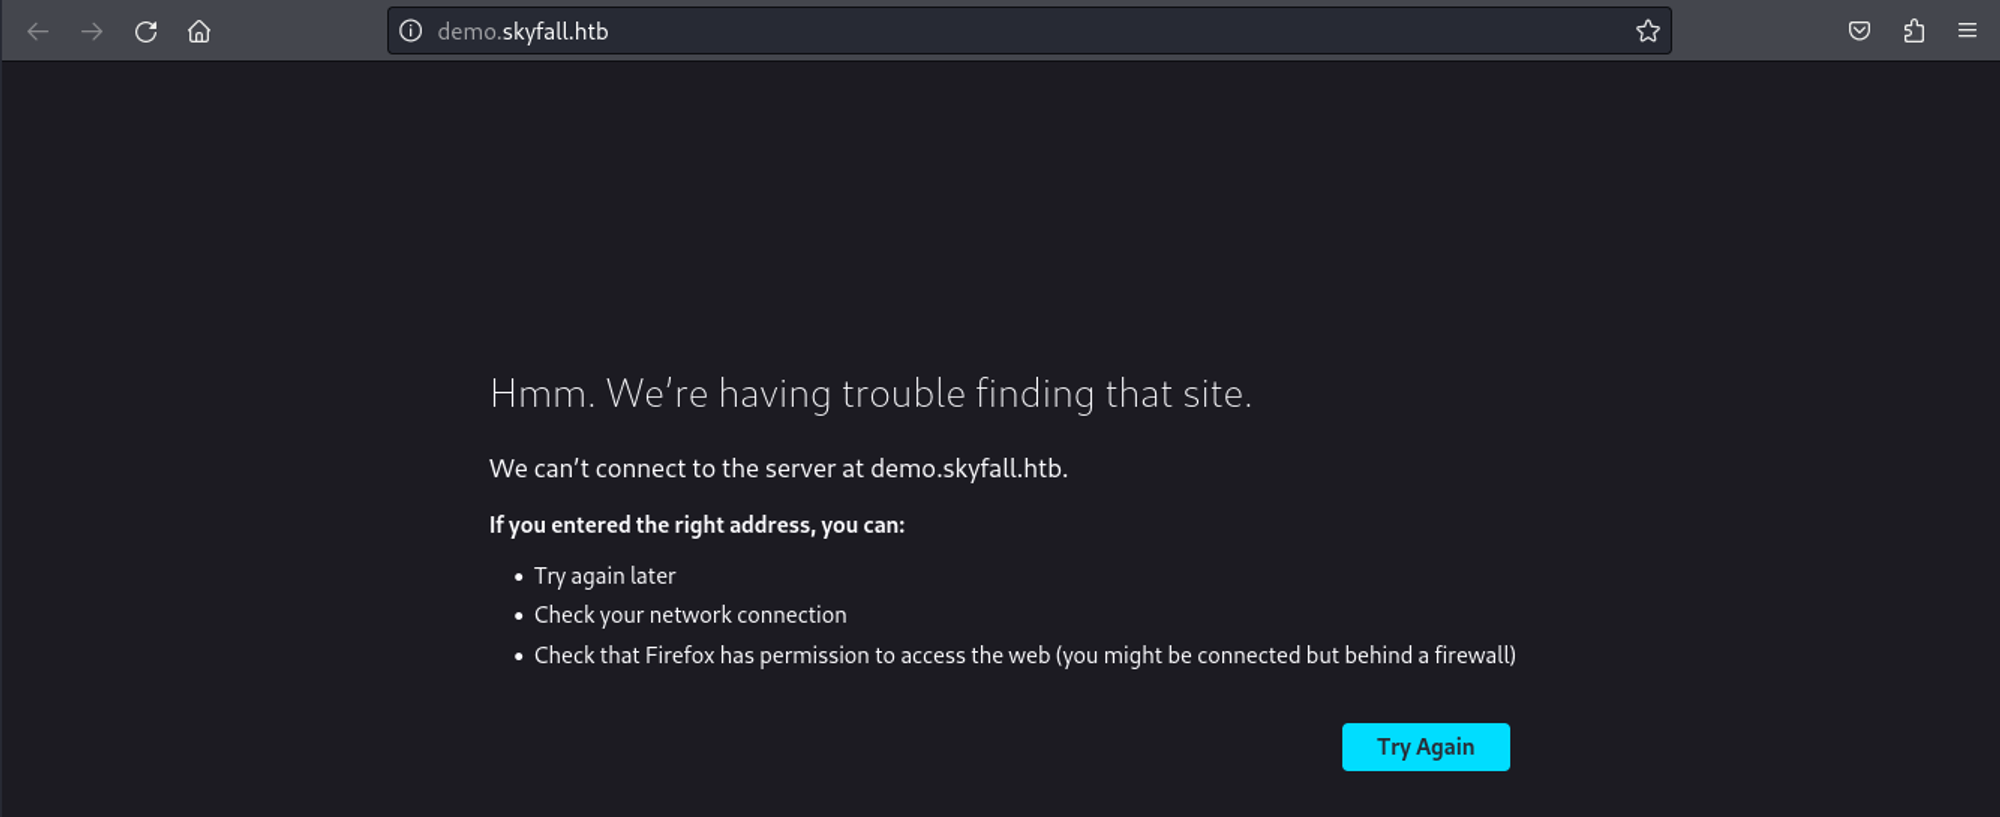 demo.skyfall.htb
Hmm. We're having trouble finding that site.
We can't connect to the server at demo.skyfall.htb.
If you entered the right address, you can:
• Try again later
• Check your network connection
• Check that Firefox has permission to access the web (you might be connected but behind a firewall)
Try Again